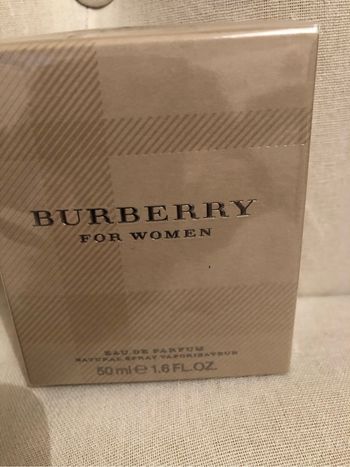 BURBERRY
FOR WOMEN
EAU DE PARFUM
NATURAL SPRAY VAPORISATEUR
50 ml ℮ 1.6 FL.OZ.